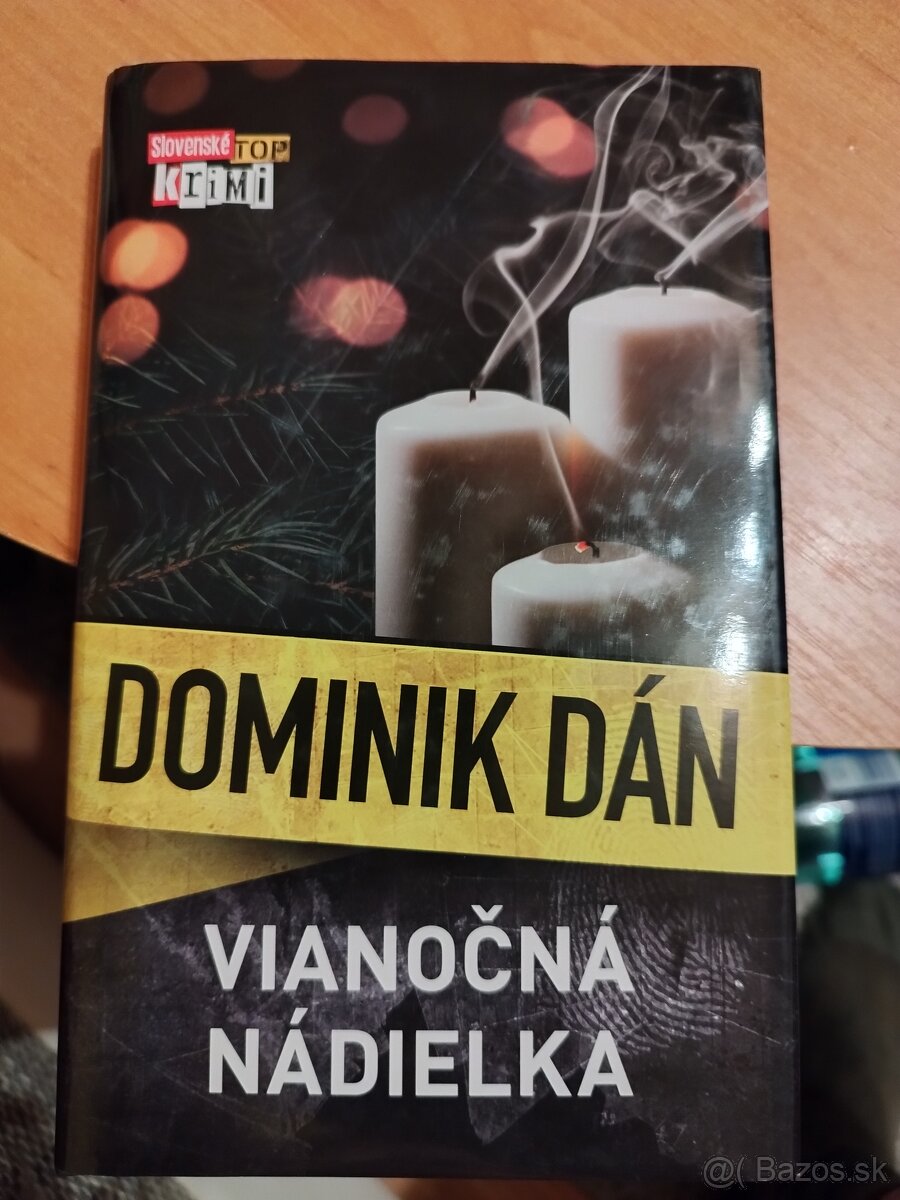 Slovenské TOP
KRiMi
DOMINIK DÁN
VIANOČNÁ
NÁDIELKA
@( Bazos.sk